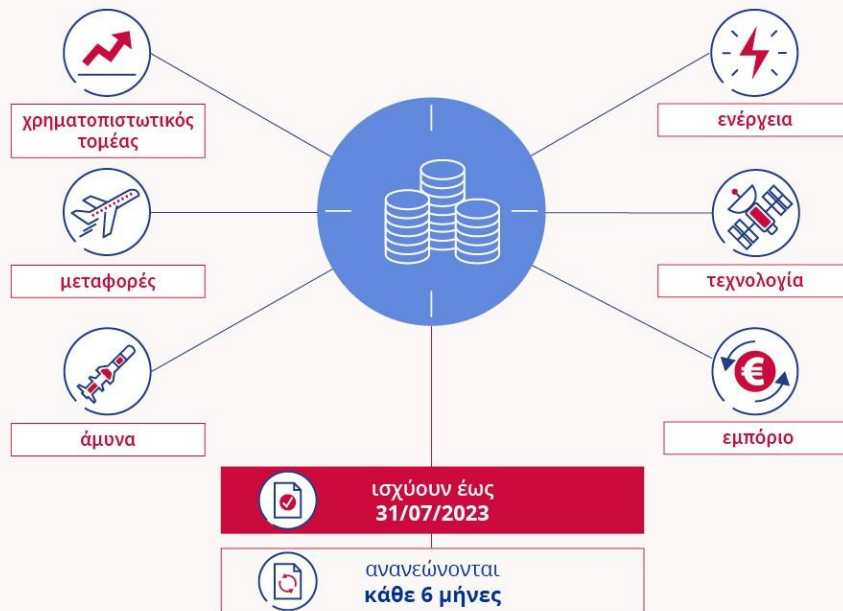 χρηματοπιστωτικός
τομέας
ενέργεια
μεταφορές
τεχνολογία
άμυνα
€
εμπόριο
ισχύουν έως
31/07/2023
ανανεώνονται
κάθε 6 μήνες